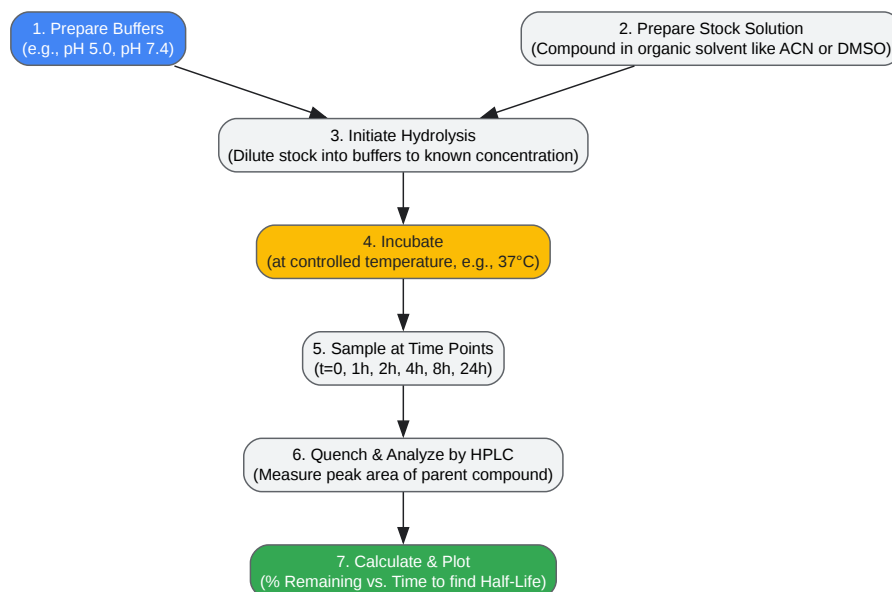 1. Prepare Buffers
(e.g., pH 5.0, pH 7.4)
2. Prepare Stock Solution
(Compound in organic solvent like ACN or DMSO)
3. Initiate Hydrolysis
(Dilute stock into buffers to known concentration)
4. Incubate
(at controlled temperature, e.g., 37°C)
5. Sample at Time Points
(t=0, 1h, 2h, 4h, 8h, 24h)
6. Quench & Analyze by HPLC
(Measure peak area of parent compound)
7. Calculate & Plot
(% Remaining vs. Time to find Half-Life)